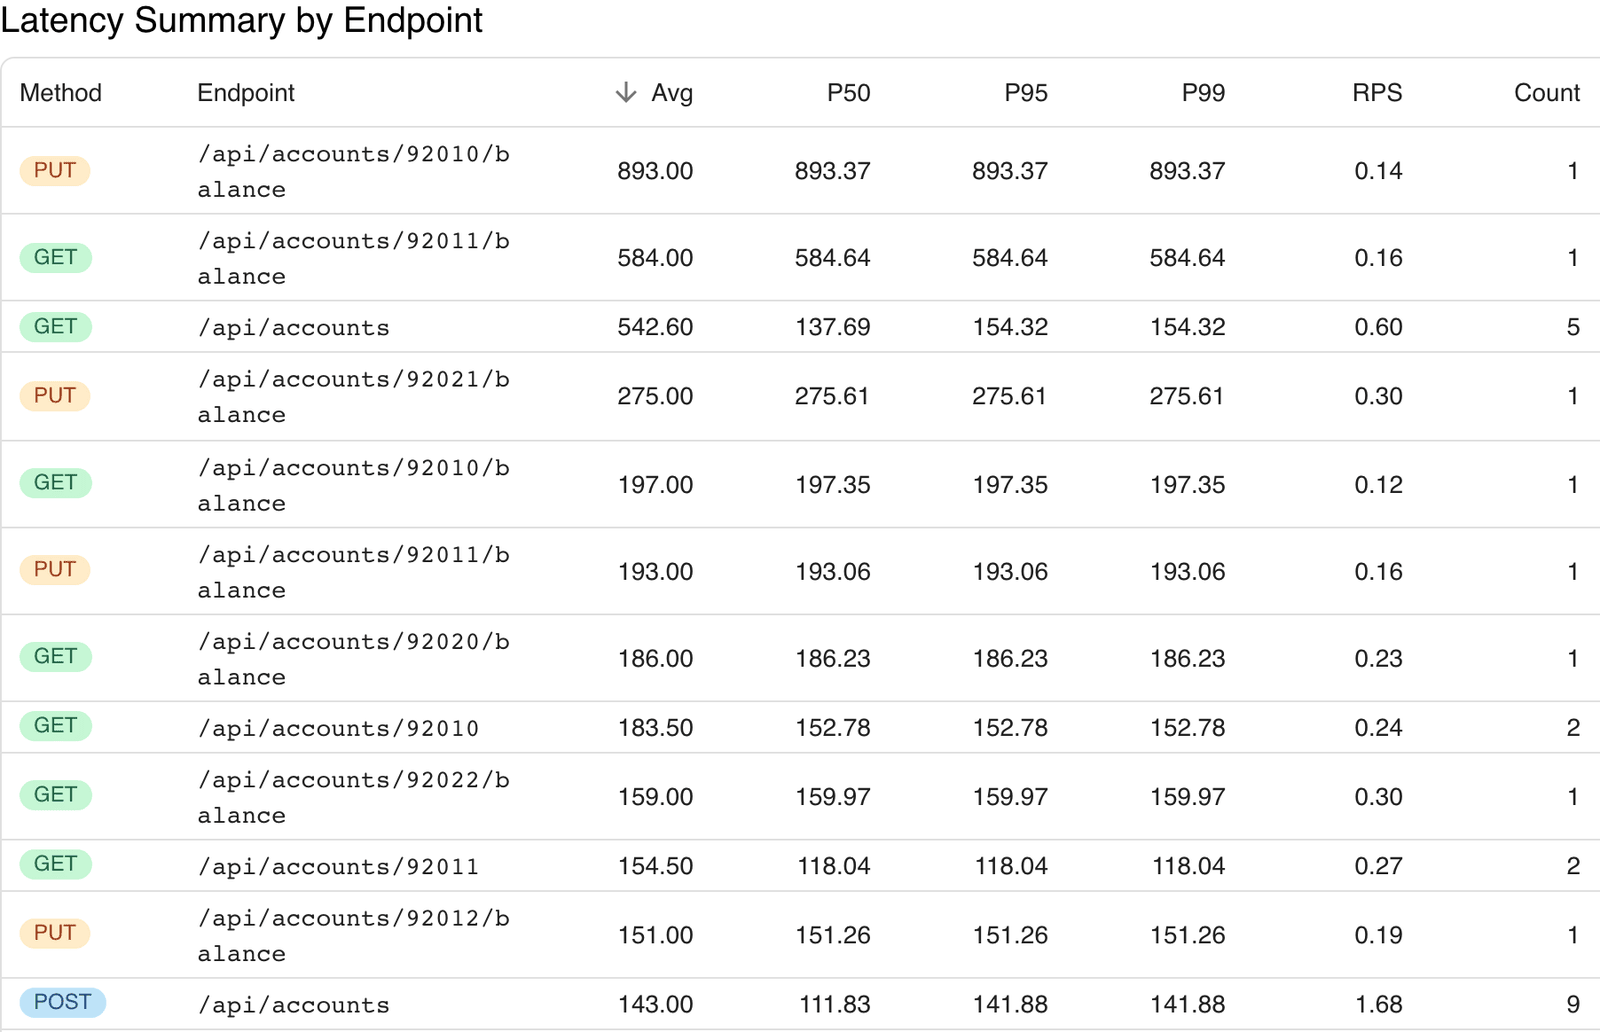 Latency Summary by Endpoint
Method Endpoint ↓ Avg P50 P95 P99 RPS Count
PUT /api/accounts/92010/b 893.00 893.37 893.37 893.37 0.14 1
alance
GET /api/accounts/92011/b 584.00 584.64 584.64 584.64 0.16 1
alance
GET /api/accounts 542.60 137.69 154.32 154.32 0.60 5
PUT /api/accounts/92021/b 275.00 275.61 275.61 275.61 0.30 1
alance
GET /api/accounts/92010/b 197.00 197.35 197.35 197.35 0.12 1
alance
PUT /api/accounts/92011/b 193.00 193.06 193.06 193.06 0.16 1
alance
GET /api/accounts/92020/b 186.00 186.23 186.23 186.23 0.23 1
alance
GET /api/accounts/92010 183.50 152.78 152.78 152.78 0.24 2
GET /api/accounts/92022/b 159.00 159.97 159.97 159.97 0.30 1
alance
GET /api/accounts/92011 154.50 118.04 118.04 118.04 0.27 2
PUT /api/accounts/92012/b 151.00 151.26 151.26 151.26 0.19 1
alance
POST /api/accounts 143.00 111.83 141.88 141.88 1.68 9